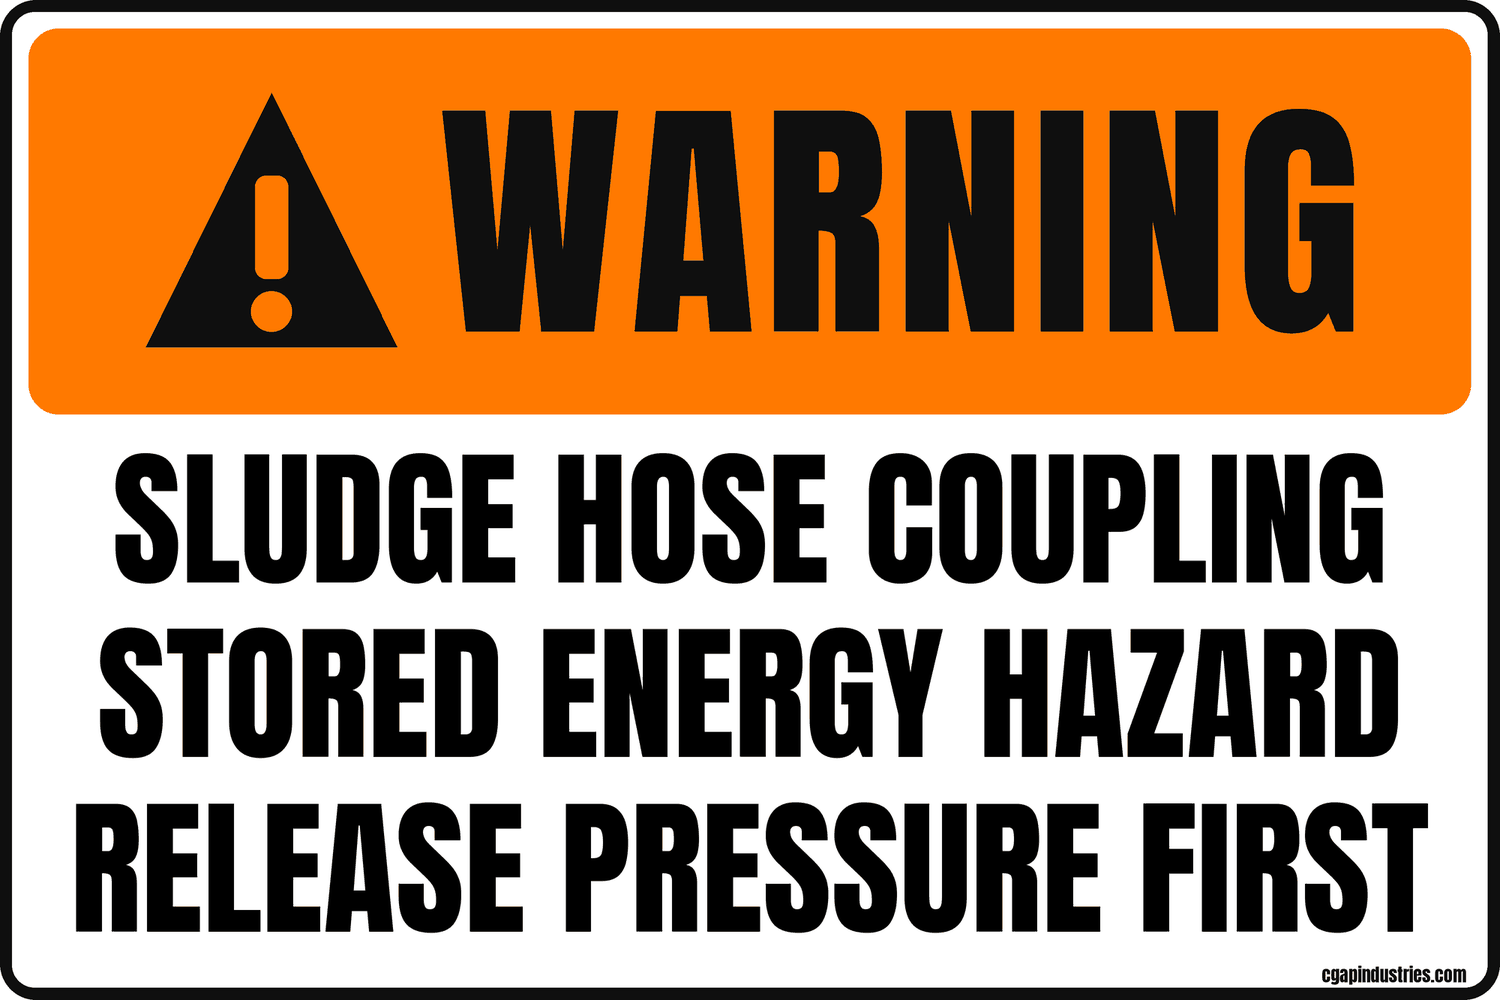 WARNING
SLUDGE HOSE COUPLING
STORED ENERGY HAZARD
RELEASE PRESSURE FIRST
cgapindustries.com